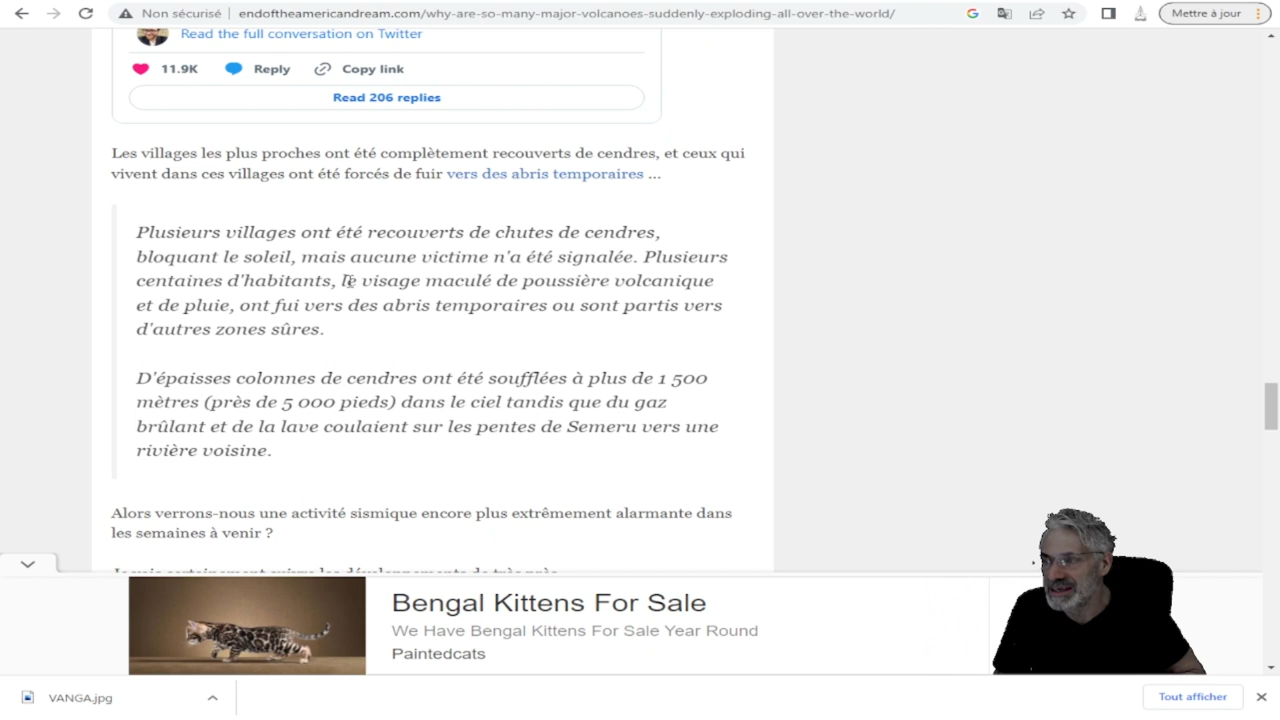 Non sécurisé | endoftheamericandream.com/why-are-so-many-major-volcanoes-suddenly-exploding-all-over-the-world/
Mettre à jour
Read the full conversation on Twitter
11.9K Reply Copy link
Read 206 replies
Les villages les plus proches ont été complètement recouverts de cendres, et ceux qui
vivent dans ces villages ont été forcés de fuir vers des abris temporaires ...
Plusieurs villages ont été recouverts de chutes de cendres,
bloquant le soleil, mais aucune victime n'a été signalée. Plusieurs
centaines d'habitants, le visage maculé de poussière volcanique
et de pluie, ont fui vers des abris temporaires ou sont partis vers
d'autres zones sûres.
D'épaisses colonnes de cendres ont été soufflées à plus de 1 500
mètres (près de 5 000 pieds) dans le ciel tandis que du gaz
brûlant et de la lave coulaient sur les pentes de Semeru vers une
rivière voisine.
Alors verrons-nous une activité sismique encore plus extrêmement alarmante dans
les semaines à venir ?
Bengal Kittens For Sale
We Have Bengal Kittens For Sale Year Round
Paintedcats
VANGA.jpg
Tout afficher